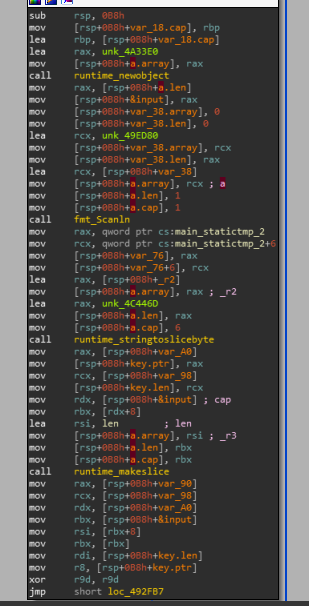 sub rsp, 0B8h
mov [rsp+0B8h+var_18.cap], rbp
lea rbp, [rsp+0B8h+var_18.cap]
lea rax, unk_4A33E0
mov [rsp+0B8h+a.array], rax
call runtime_newobject
mov rax, [rsp+0B8h+a.len]
mov [rsp+0B8h+&input], rax
mov [rsp+0B8h+var_38.array], 0
mov [rsp+0B8h+var_38.len], 0
lea rcx, unk_49ED80
mov [rsp+0B8h+var_38.array], rcx
mov [rsp+0B8h+var_38.len], rax
lea rcx, [rsp+0B8h+var_38]
mov [rsp+0B8h+a.array], rcx ; a
mov [rsp+0B8h+a.len], 1
mov [rsp+0B8h+a.cap], 1
call fmt_Scanln
mov rax, qword ptr cs:main_statictmp_2
mov rcx, qword ptr cs:main_statictmp_2+6
mov [rsp+0B8h+var_76], rax
mov [rsp+0B8h+var_76+6], rcx
lea rax, [rsp+0B8h+_r2]
mov [rsp+0B8h+a.array], rax ; _r2
lea rax, unk_4C446D
mov [rsp+0B8h+a.len], rax
mov [rsp+0B8h+a.cap], 6
call runtime_stringtoslicebyte
mov rax, [rsp+0B8h+var_A0]
mov [rsp+0B8h+key.ptr], rax
mov rcx, [rsp+0B8h+var_98]
mov [rsp+0B8h+key.len], rcx
mov rdx, [rsp+0B8h+&input] ; cap
mov rbx, [rdx+8]
lea rsi, len ; len
mov [rsp+0B8h+a.array], rsi ; _r3
mov [rsp+0B8h+a.len], rbx
mov [rsp+0B8h+a.cap], rbx
call runtime_makeslice
mov rax, [rsp+0B8h+var_90]
mov rcx, [rsp+0B8h+var_98]
mov rdx, [rsp+0B8h+var_A0]
mov rbx, [rsp+0B8h+&input]
mov rsi, [rbx+8]
mov rbx, [rbx]
mov rdi, [rsp+0B8h+key.len]
mov r8, [rsp+0B8h+key.ptr]
xor r9d, r9d
jmp short loc_492FB7